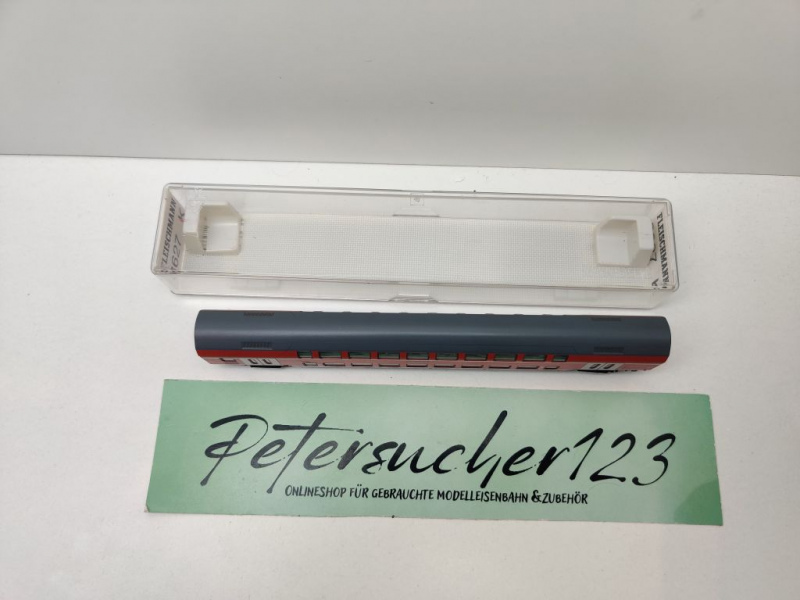 FLEISCHMANN
FLEISCHMANN
Petersucher123
ONLINESHOP FÜR GEBRAUCHTE MODELLEISENBAHN & ZUBEHÖR